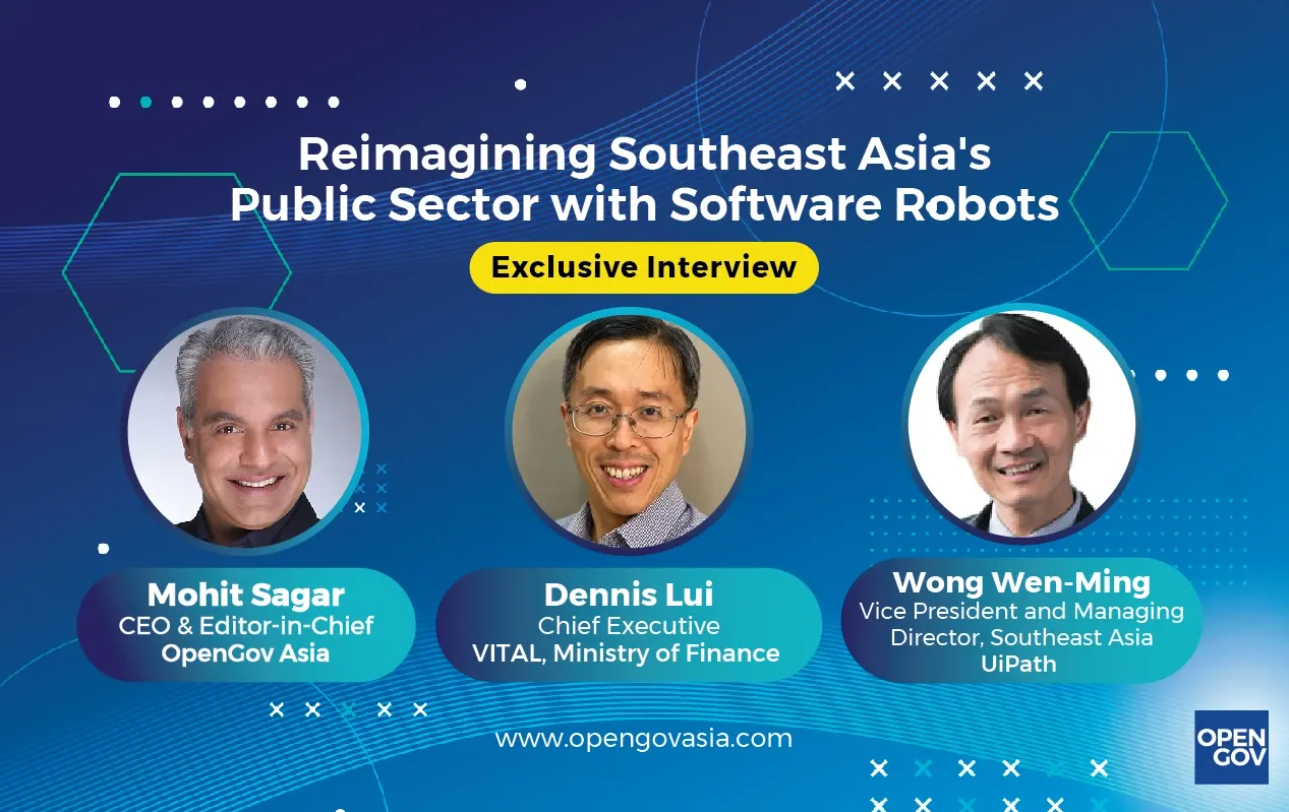 Reimagining Southeast Asia's
Public Sector with Software Robots
Exclusive Interview
Mohit Sagar
CEO & Editor-in-Chief
OpenGov Asia
Dennis Lui
Chief Executive
VITAL, Ministry of Finance
Wong Wen-Ming
Vice President and Managing
Director, Southeast Asia
UiPath
www.opengovasia.com
OPEN
GOV